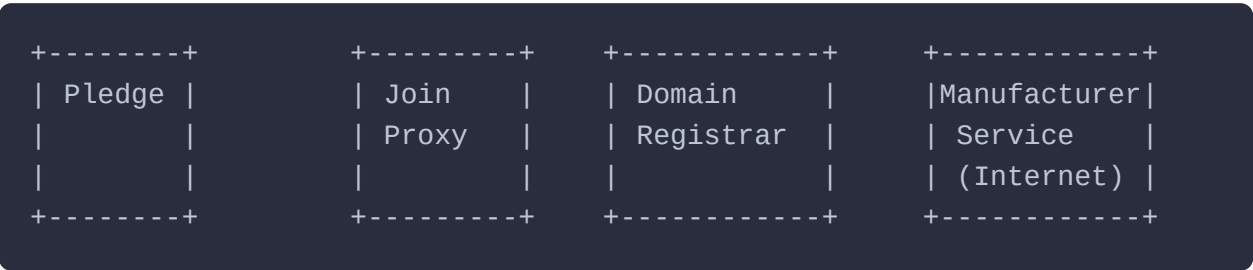 +--------+         +---------+    +------------+     +------------+
| Pledge |         | Join    |    | Domain     |     |Manufacturer|
|        |         | Proxy   |    | Registrar  |     | Service    |
|        |         |         |    |            |     | (Internet) |
+--------+         +---------+    +------------+     +------------+